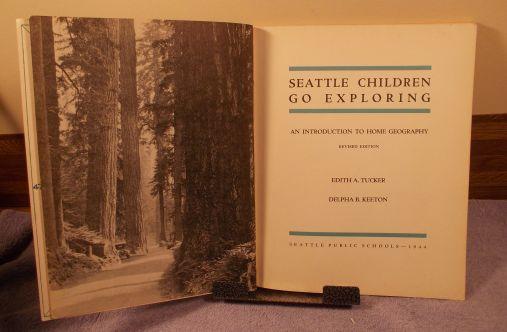 SEATTLE CHILDREN
GO EXPLORING
AN INTRODUCTION TO HOME GEOGRAPHY
REVISED EDITION
EDITH A. TUCKER
DELPHA B. KEETON
SEATTLE PUBLIC SCHOOLS—1944